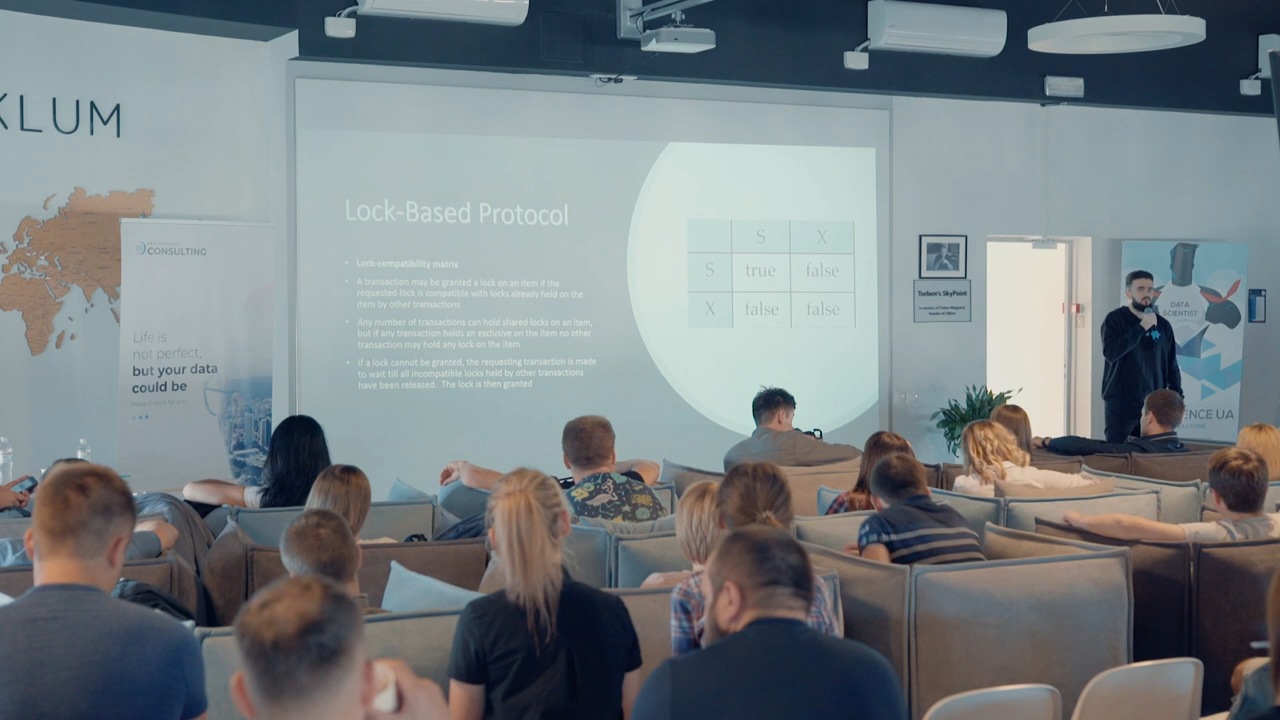 KLUM
CONSULTING
Life is
not perfect,
but your data
could be
Lock-Based Protocol
• Lock-compatibility matrix
• A transaction may be granted a lock on an item if the
requested lock is compatible with locks already held on the
item by other transactions
• Any number of transactions can hold shared locks on an item,
but if any transaction holds an exclusive on the item no other
transaction may hold any lock on the item
• If a lock cannot be granted, the requesting transaction is made
to wait till all incompatible locks held by other transactions
have been released. The lock is then granted
S X
S true false
X false false
Torben's SkyPoint
DATA
SCIENTIST
ENCE UA